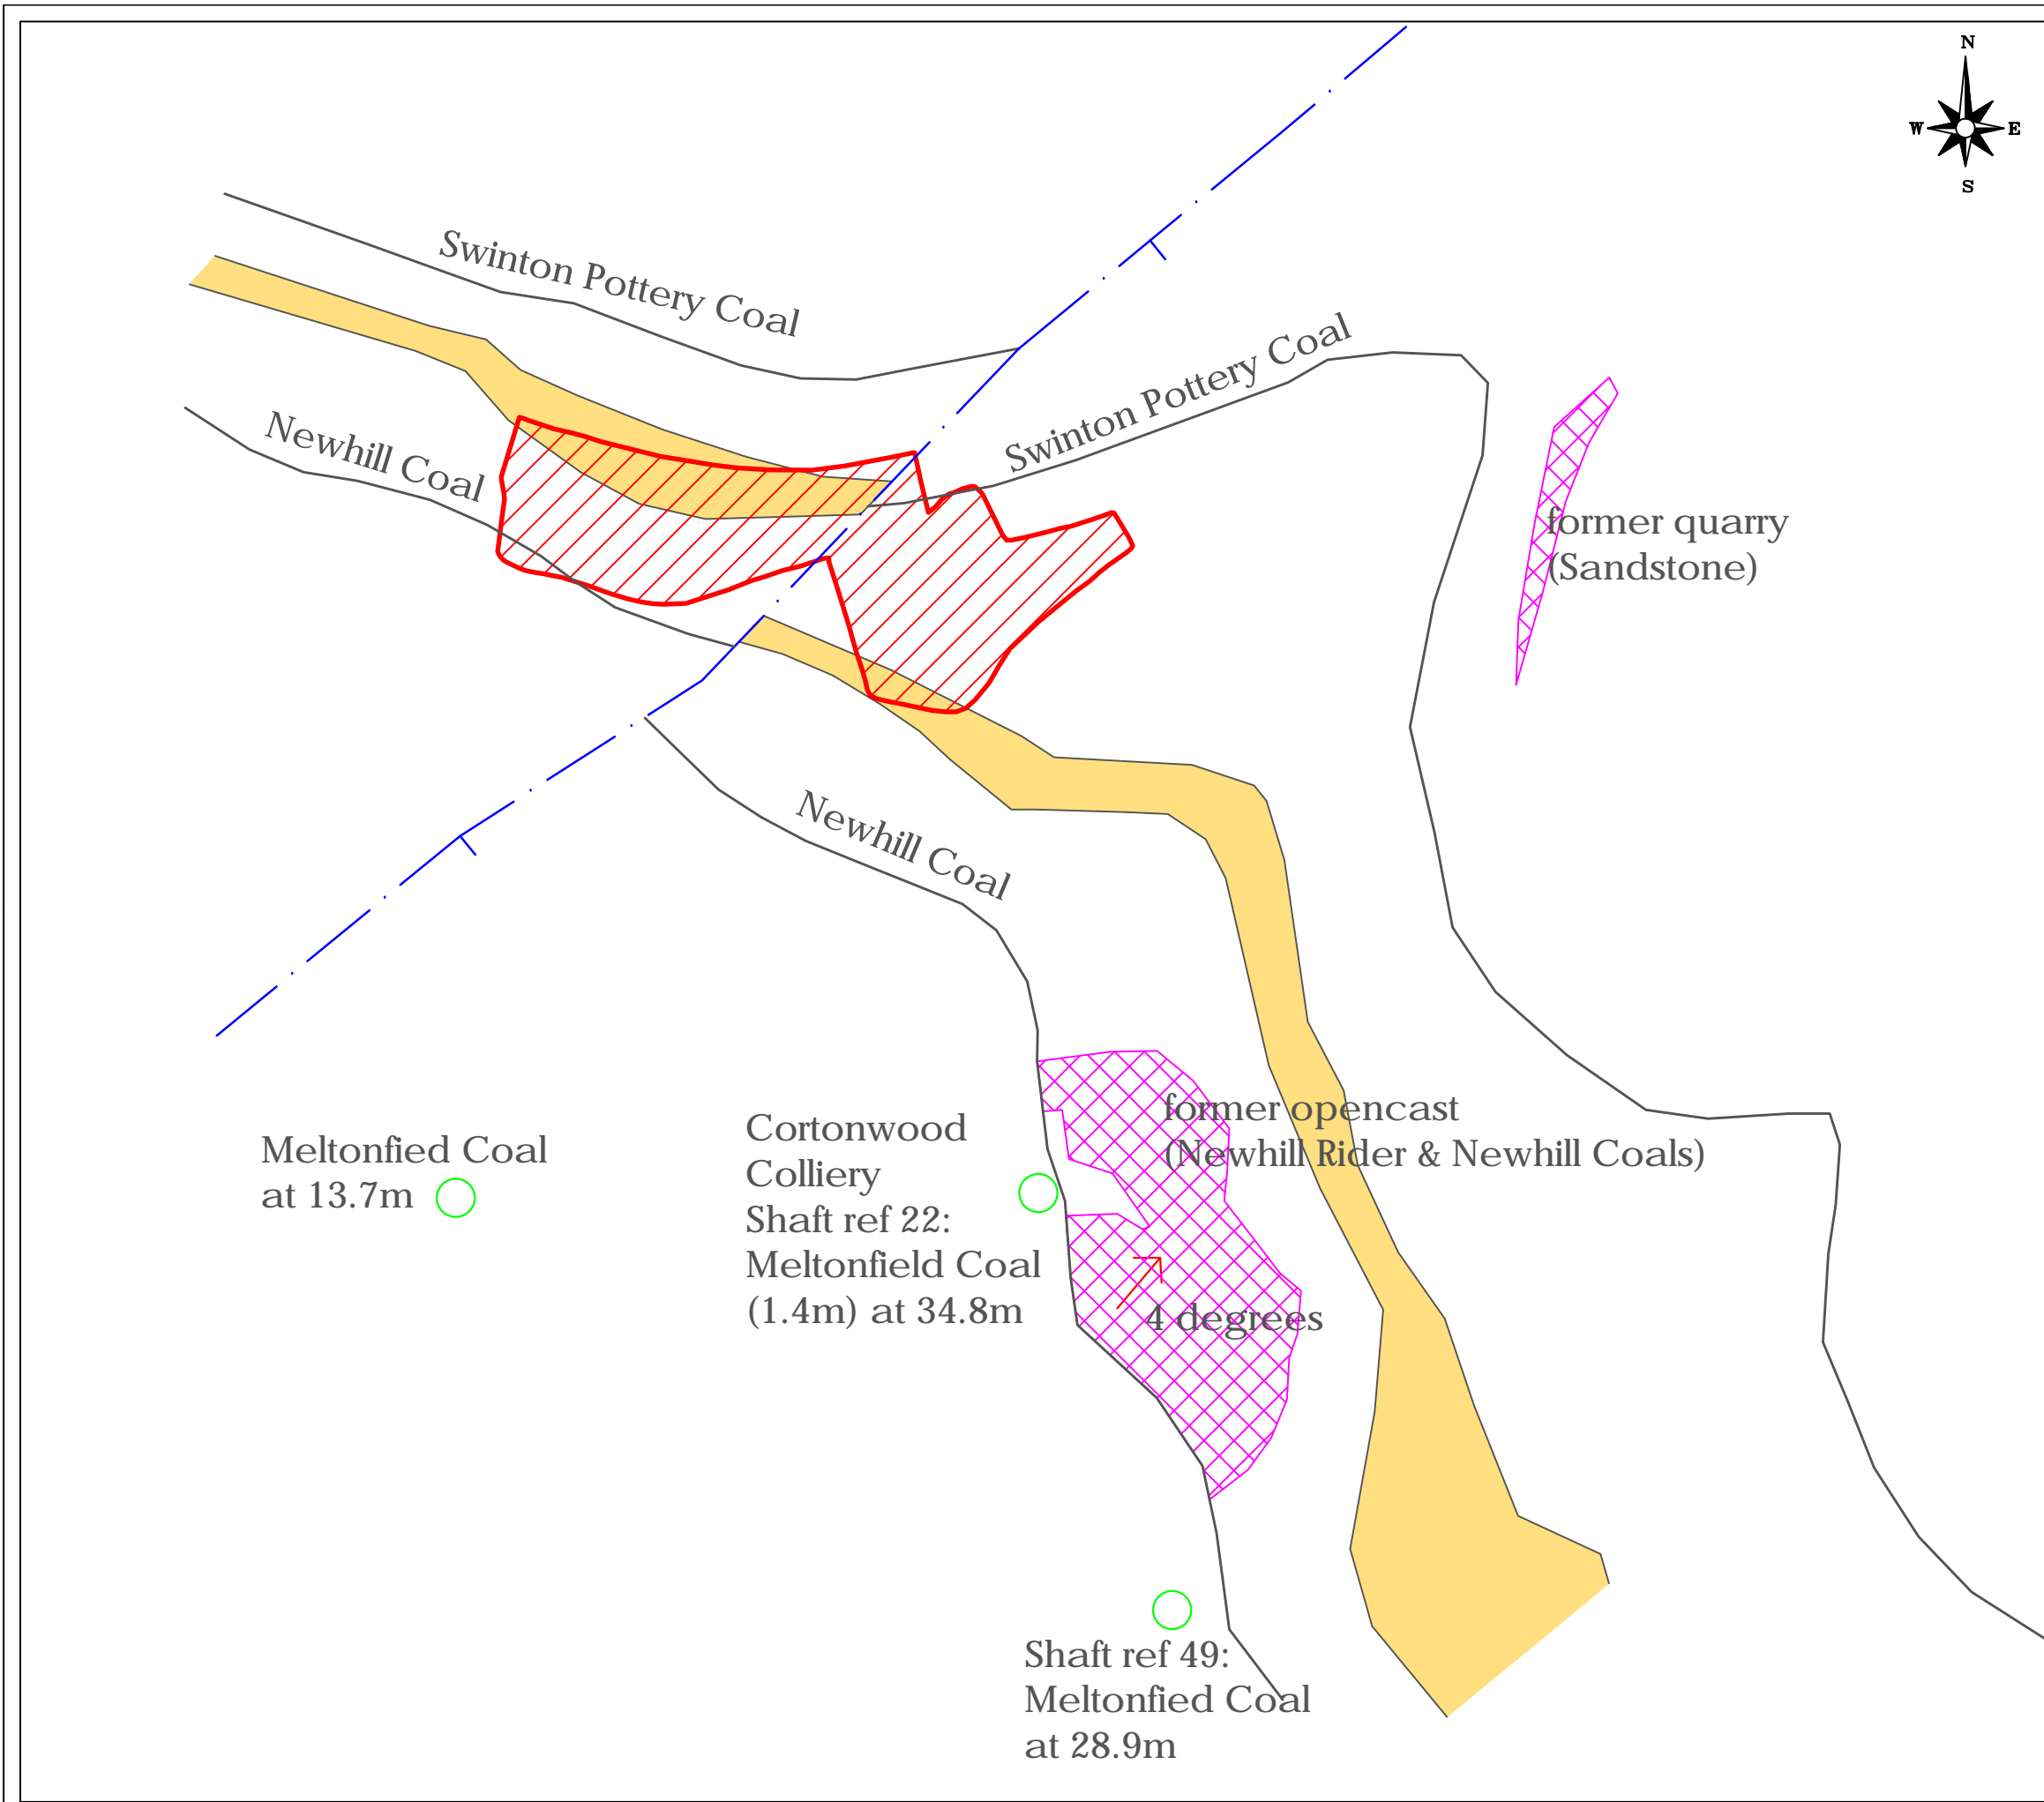 N
W E
S
Swinton Pottery Coal
Swinton Pottery Coal
Newhill Coal
former quarry
(Sandstone)
Newhill Coal
former opencast
(Newhill Rider & Newhill Coals)
Cortonwood
Colliery
Shaft ref 22:
Meltonfield Coal
(1.4m) at 34.8m
Meltonfied Coal
at 13.7m
4 degrees
Shaft ref 49:
Meltonfied Coal
at 28.9m